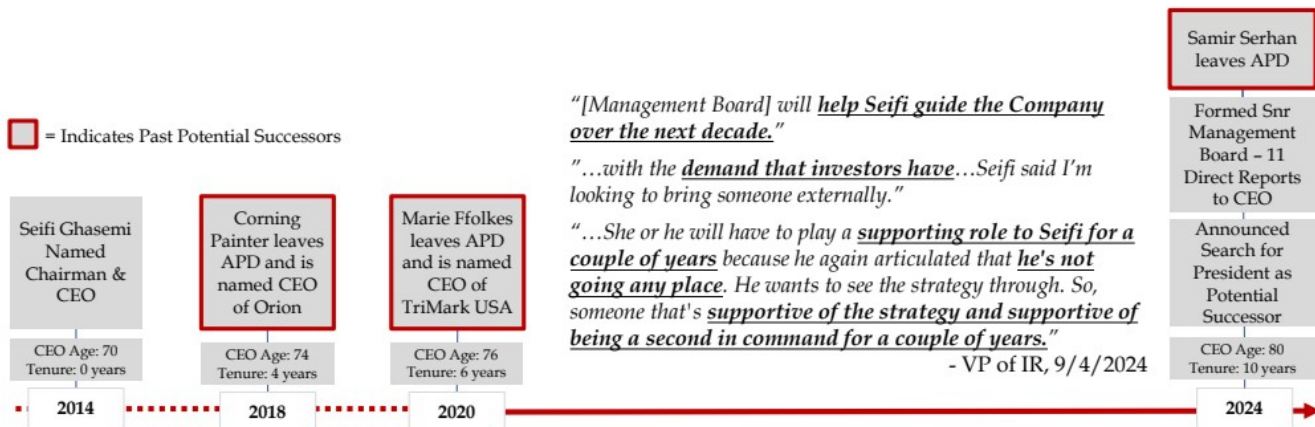 = Indicates Past Potential Successors
Seifi Ghasemi
Named
Chairman &
CEO
CEO Age: 70
Tenure: 0 years
2014
Corning
Painter leaves
APD and is
named CEO
of Orion
CEO Age: 74
Tenure: 4 years
2018
Marie Ffolkes
leaves APD
and is named
CEO of
TriMark USA
CEO Age: 76
Tenure: 6 years
2020
“[Management Board] will help Seifi guide the Company
over the next decade.”
”…with the demand that investors have…Seifi said I’m
looking to bring someone externally.”
“…She or he will have to play a supporting role to Seifi for a
couple of years because he again articulated that he's not
going any place. He wants to see the strategy through. So,
someone that's supportive of the strategy and supportive of
being a second in command for a couple of years.”
- VP of IR, 9/4/2024
Samir Serhan
leaves APD
Formed Snr
Management
Board – 11
Direct Reports
to CEO
Announced
Search for
President as
Potential
Successor
CEO Age: 80
Tenure: 10 years
2024